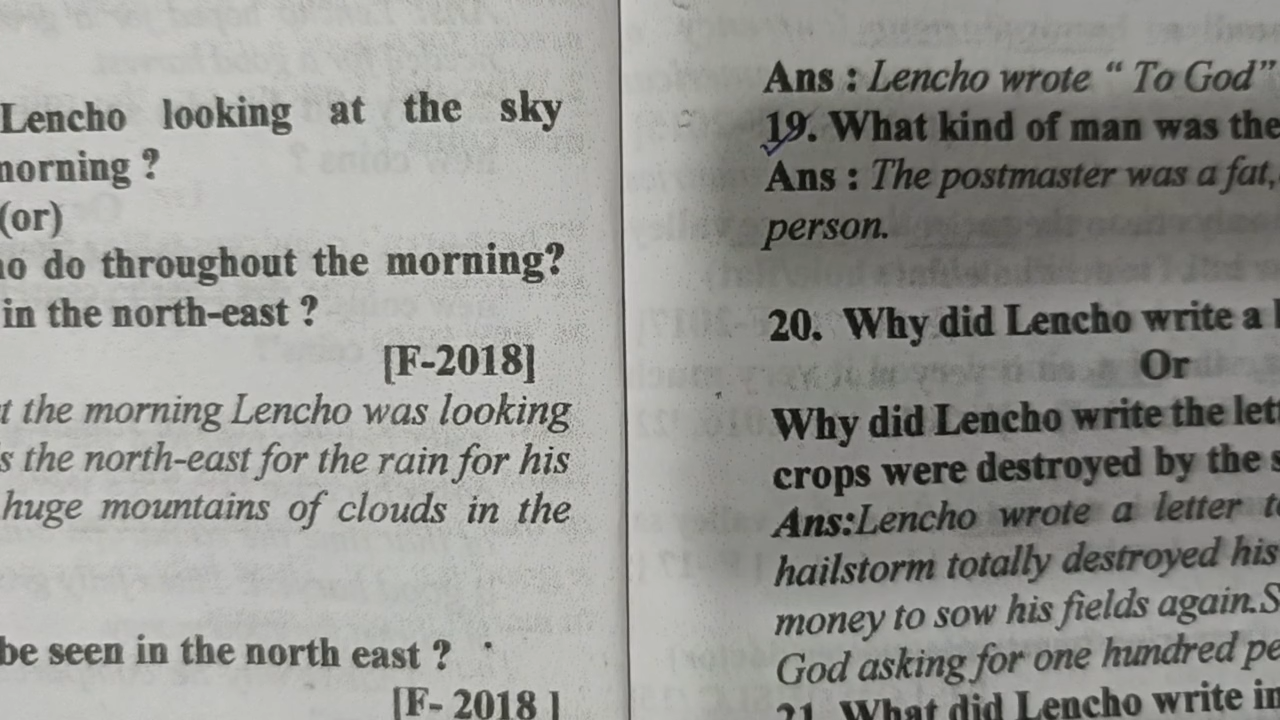 Lencho looking at the sky
morning ?
(or)
do throughout the morning?
in the north-east ?
[F-2018]
the morning Lencho was looking
the north-east for the rain for his
huge mountains of clouds in the
be seen in the north east ?
[F- 2018 ]
Ans : Lencho wrote “ To God”
19. What kind of man was the
Ans : The postmaster was a fat,
person.
20. Why did Lencho write a
Or
Why did Lencho write the
crops were destroyed by the
Ans:Lencho wrote a letter
hailstorm totally destroyed his
money to sow his fields again.S
God asking for one hundred
21. What did Lencho write in